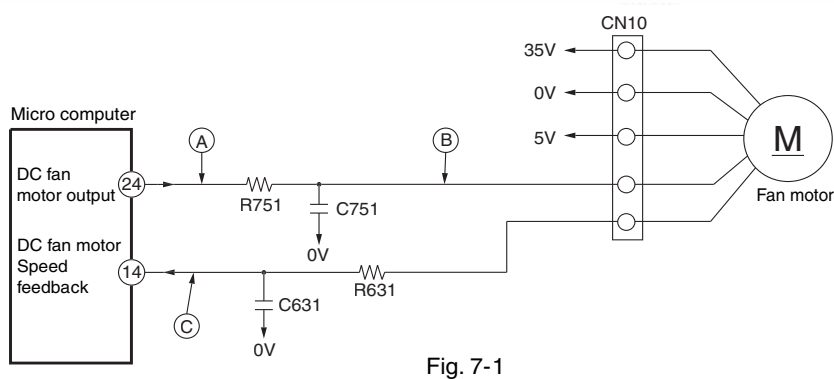 CN10
35V
0V
5V
Micro computer
A
B
DC fan
motor output
24
R751
C751
0V
M
Fan motor
DC fan motor
Speed
feedback
14
C
C631
R631
0V
Fig. 7-1